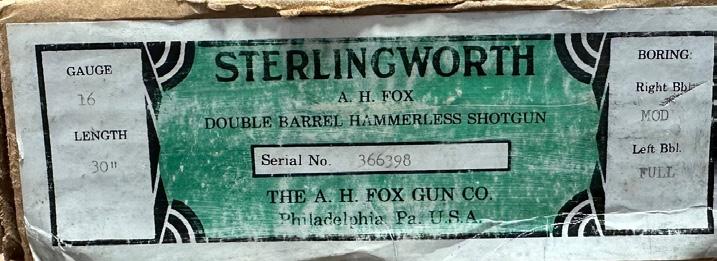 GAUGE
16
LENGTH
30"
STERLINGWORTH
A. H. FOX
DOUBLE BARREL HAMMERLESS SHOTGUN
Serial No. 366398
THE A. H. FOX GUN CO.
Philadelphia Pa. U.S.A.
BORING:
Right Bbl.
MOD
Left Bbl.
FULL